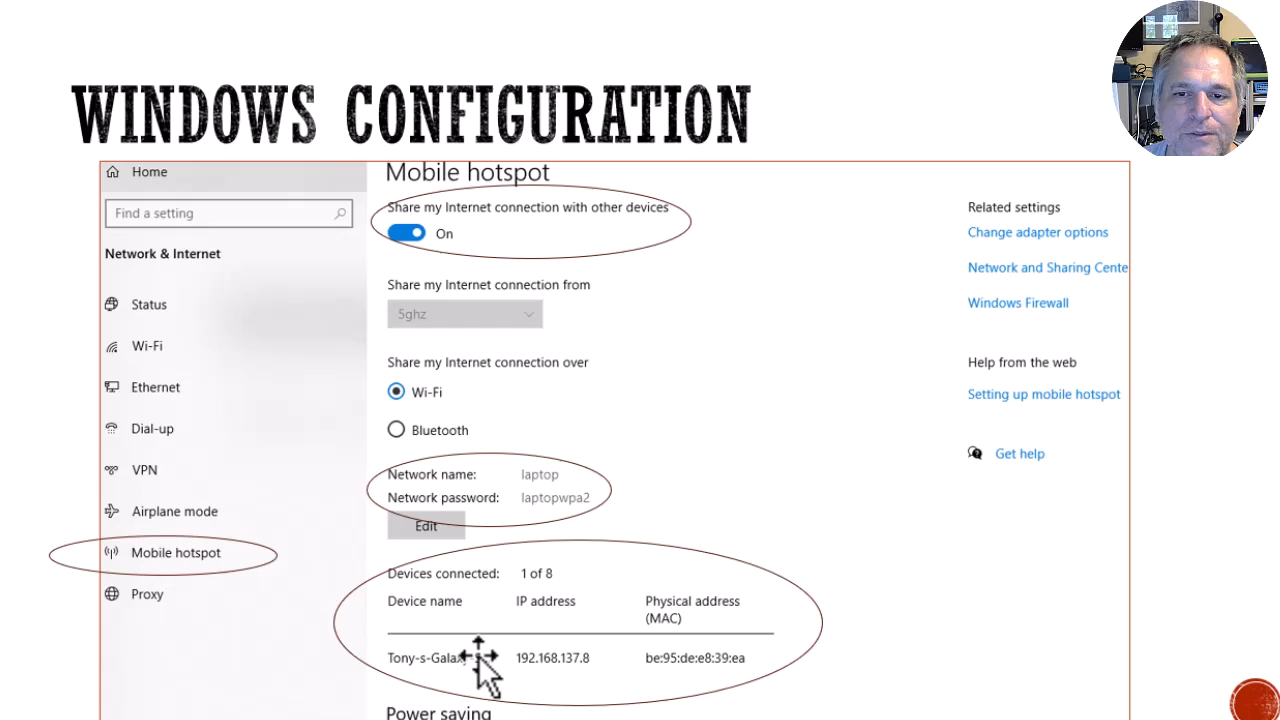 WINDOWS CONFIGURATION
Home
Find a setting
Network & Internet
Status
Wi-Fi
Ethernet
Dial-up
VPN
Airplane mode
Mobile hotspot
Proxy
Mobile hotspot
Share my Internet connection with other devices
On
Share my Internet connection from
5ghz
Share my Internet connection over
Wi-Fi
Bluetooth
Network name: laptop
Network password: laptopwpa2
Edit
Devices connected: 1 of 8
Device name IP address Physical address
(MAC)
192.168.137.8 be:95:de:e8:39:ea
Power saving
Related settings
Change adapter options
Network and Sharing Cente
Windows Firewall
Help from the web
Setting up mobile hotspot
Get help